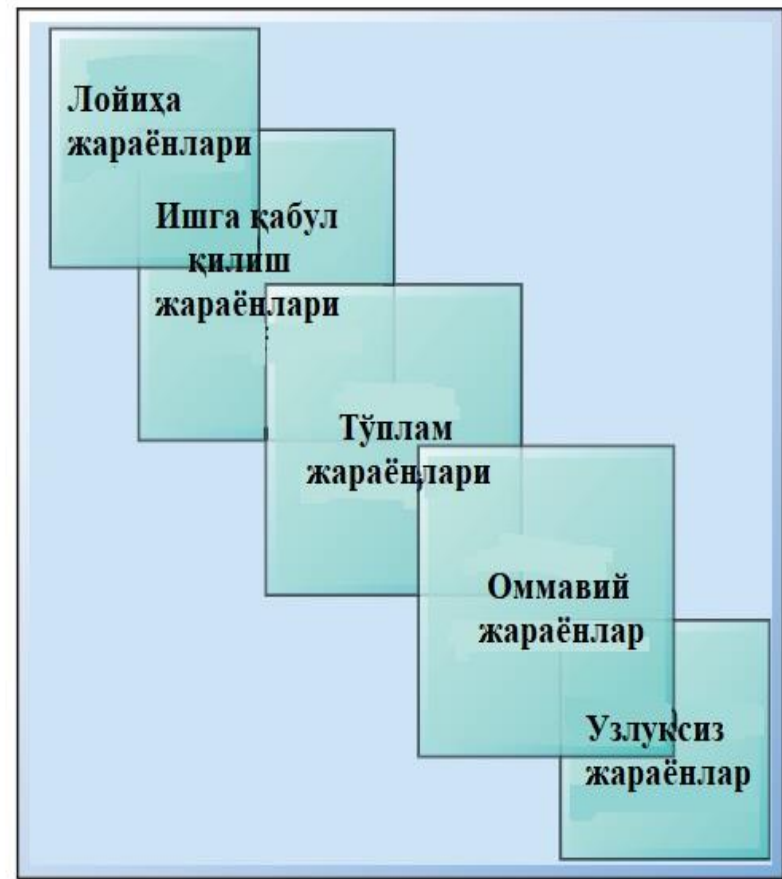 Лойиҳа
жараёнлари
Ишга қабул
қилиш
жараёнлари
Тўплам
жараёнлари
Оммавий
жараёнлар
Узлуксиз
жараёнлар